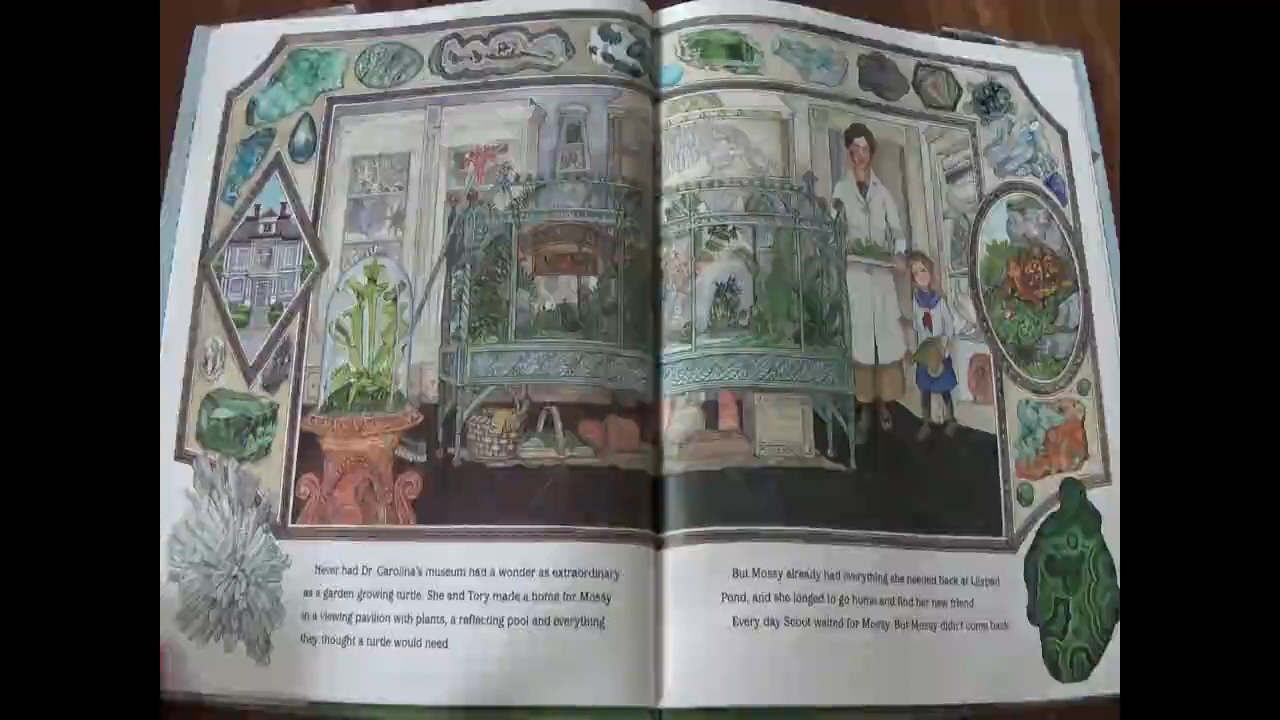 Never had Dr. Carolina's museum had a wonder as extraordinary
as a garden growing turtle. She and Tory made a home for Mossy
in a viewing pavilion with plants, a reflecting pool and everything
they thought a turtle would need.
But Mossy already had everything she needed back at Lilypad
Pond, and she longed to go home and find her new friend.
Every day Scout waited for Mossy. But Mossy didn't come back.